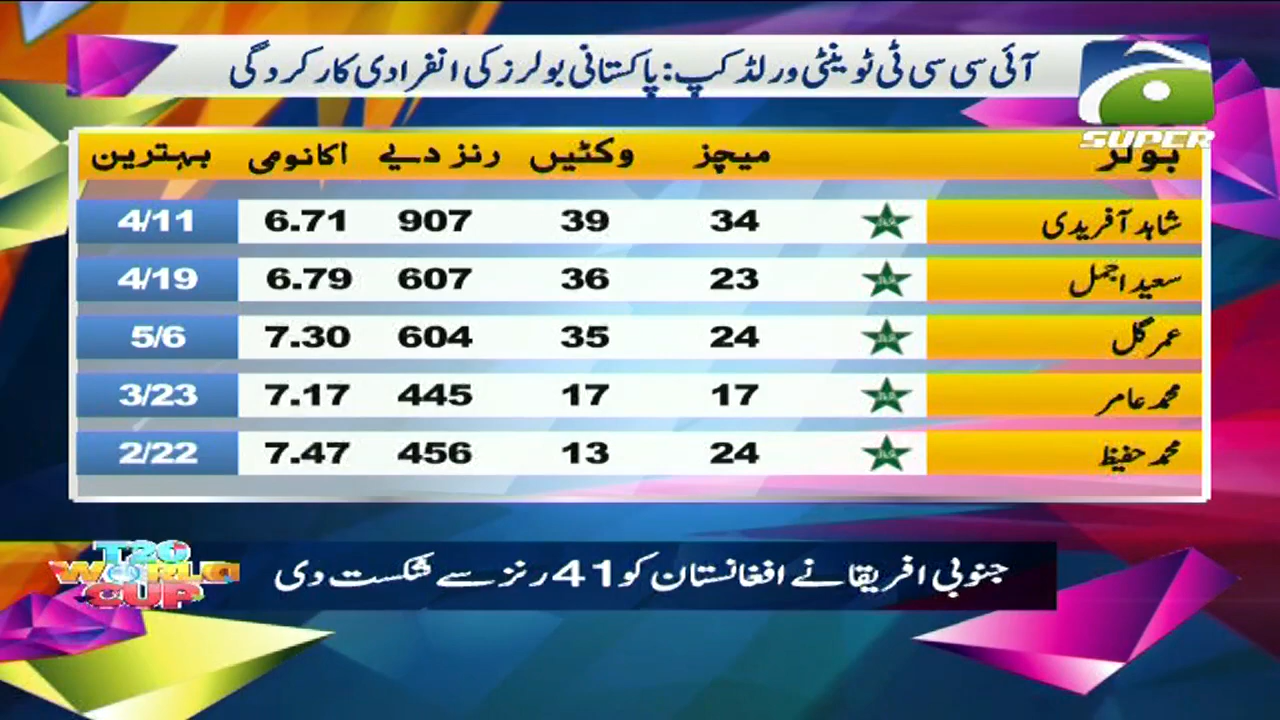 آئی سی سی ٹی ٹوینٹی ورلڈ کپ: پاکستانی بولرز کی انفرادی کارکردگی
SUPER
بولر میچز وکٹیں رنز دیے اکانومی بہترین
شاہد آفریدی 34 39 907 6.71 4/11
سعید اجمل 23 36 607 6.79 4/19
عمر گل 24 35 604 7.30 5/6
محمد عامر 17 17 445 7.17 3/23
محمد حفیظ 24 13 456 7.47 2/22
جنوبی افریقا نے افغانستان کو 41 رنز سے شکست دی
T20
WORLD
CUP